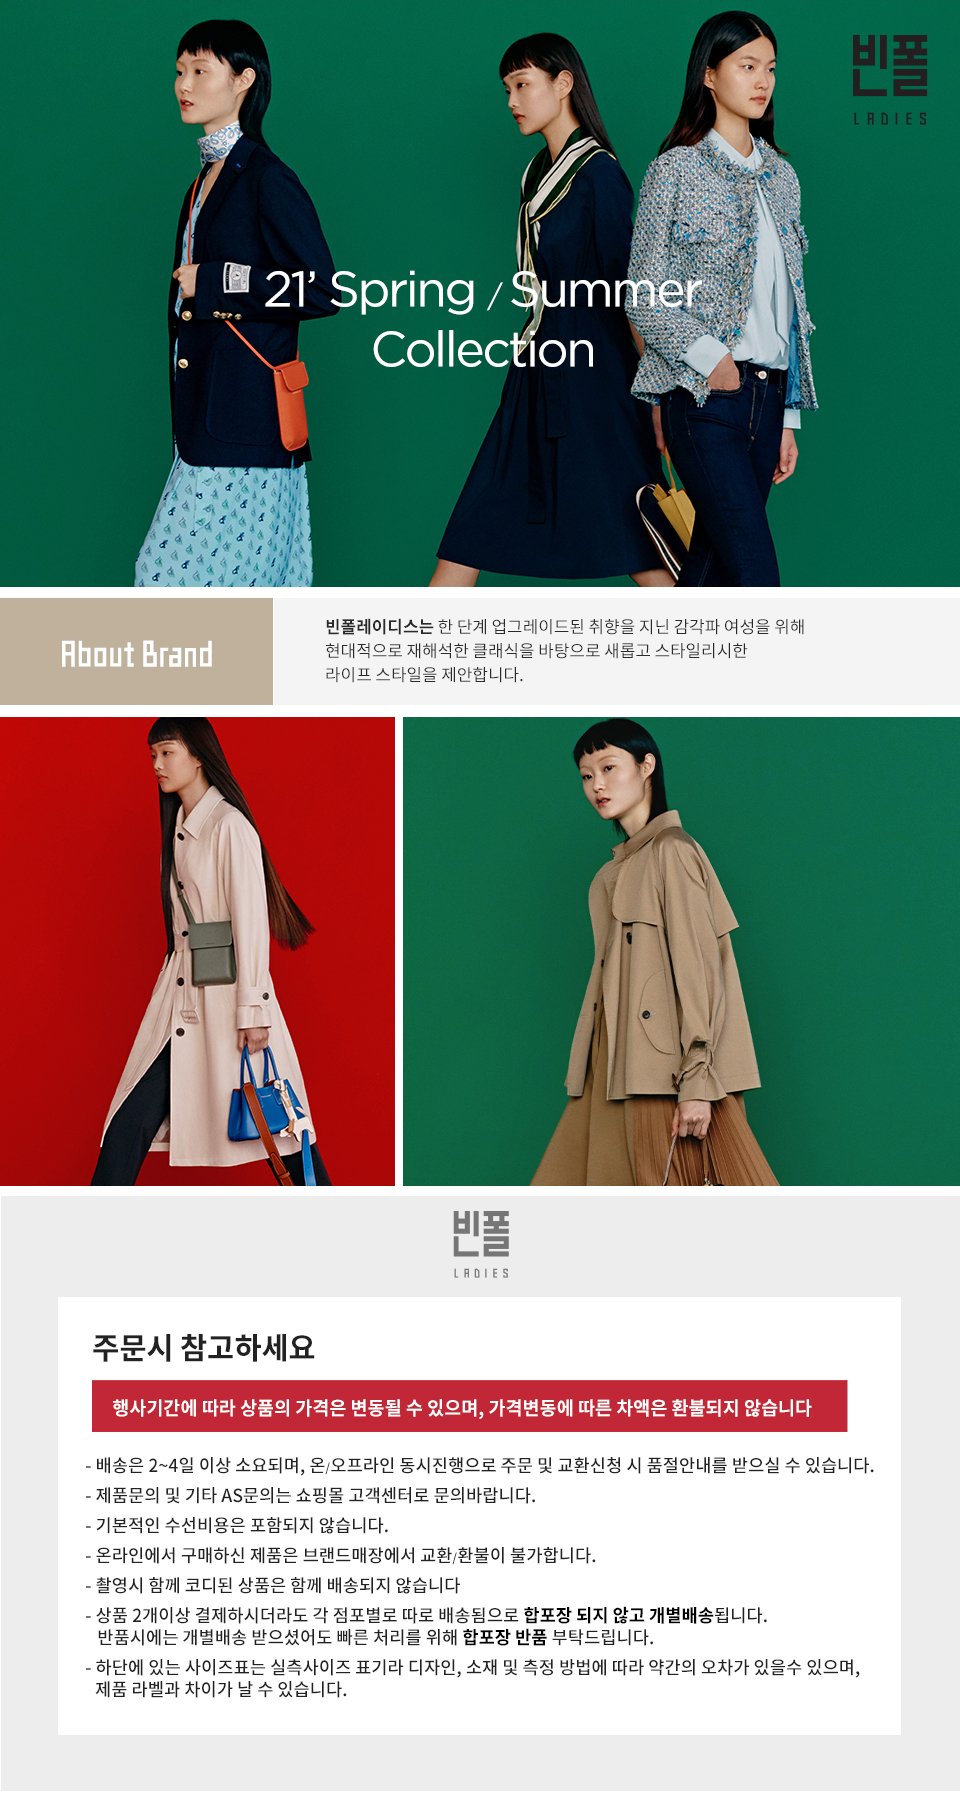 빈폴
LADIES
21’ Spring / Summer
Collection
About Brand
빈폴레이디스는 한 단계 업그레이드된 취향을 지닌 감각파 여성을 위해
현대적으로 재해석한 클래식을 바탕으로 새롭고 스타일리시한
라이프 스타일을 제안합니다.
빈폴
LADIES
주문시 참고하세요
행사기간에 따라 상품의 가격은 변동될 수 있으며, 가격변동에 따른 차액은 환불되지 않습니다
- 배송은 2~4일 이상 소요되며, 온/오프라인 동시진행으로 주문 및 교환신청 시 품절안내를 받으실 수 있습니다.
- 제품문의 및 기타 AS문의는 쇼핑몰 고객센터로 문의바랍니다.
- 기본적인 수선비용은 포함되지 않습니다.
- 온라인에서 구매하신 제품은 브랜드매장에서 교환/환불이 불가합니다.
- 촬영시 함께 코디된 상품은 함께 배송되지 않습니다
- 상품 2개이상 결제하시더라도 각 점포별로 따로 배송됨으로 합포장 되지 않고 개별배송됩니다.
반품시에는 개별배송 받으셨어도 빠른 처리를 위해 합포장 반품 부탁드립니다.
- 하단에 있는 사이즈표는 실측사이즈 표기라 디자인, 소재 및 측정 방법에 따라 약간의 오차가 있을수 있으며,
제품 라벨과 차이가 날 수 있습니다.